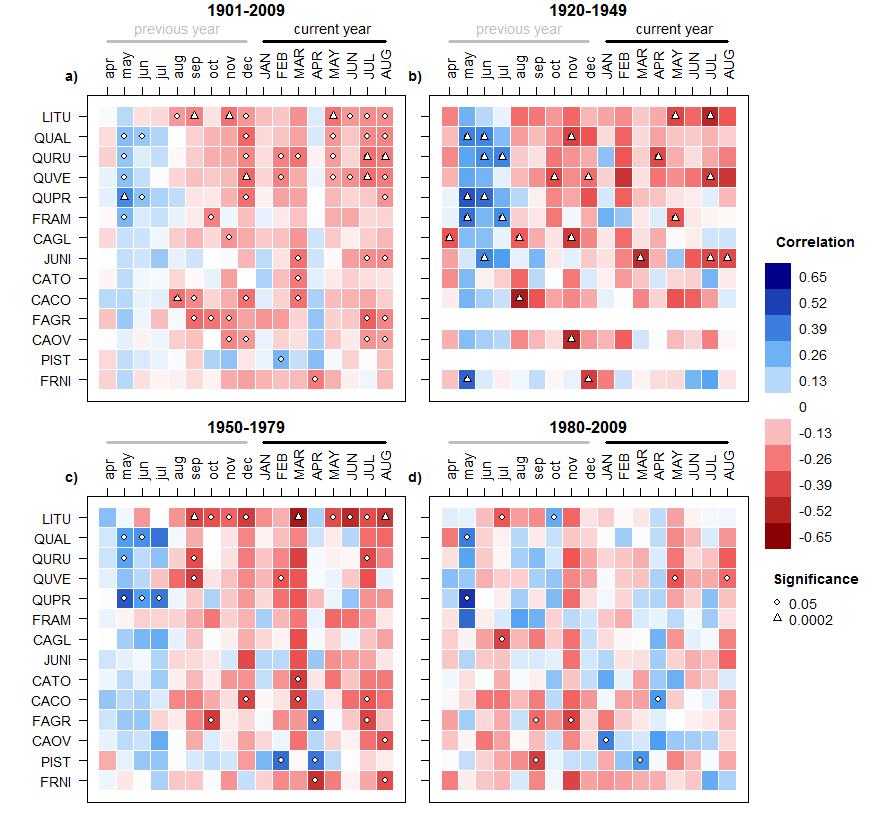 1901-2009
previous year current year
a) apr may jun jul aug sep oct nov dec JAN FEB MAR APR MAY JUN JUL AUG
LITU
QUAL
QURU
QUVE
QUPR
FRAM
CAGL
JUNI
CATO
CACO
FAGR
CAOV
PIST
FRNI
1920-1949
previous year current year
b) apr may jun jul aug sep oct nov dec JAN FEB MAR APR MAY JUN JUL AUG
1950-1979
c) apr may jun jul aug sep oct nov dec JAN FEB MAR APR MAY JUN JUL AUG
LITU
QUAL
QURU
QUVE
QUPR
FRAM
CAGL
JUNI
CATO
CACO
FAGR
CAOV
PIST
FRNI
1980-2009
d) apr may jun jul aug sep oct nov dec JAN FEB MAR APR MAY JUN JUL AUG
Correlation
0.65
0.52
0.39
0.26
0.13
0
-0.13
-0.26
-0.39
-0.52
-0.65
Significance
0.05
0.0002